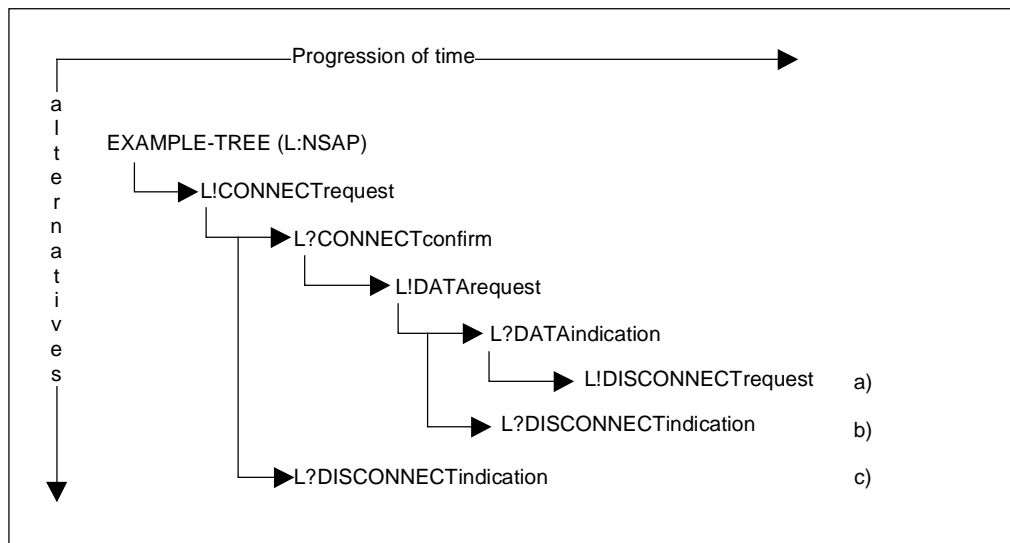 Progression of time
alternatives
EXAMPLE-TREE (L:NSAP)
L!CONNECTrequest
L?CONNECTconfirm
L!DATArequest
L?DATAindication
L!DISCONNECTrequest a)
L?DISCONNECTindication b)
L?DISCONNECTindication c)